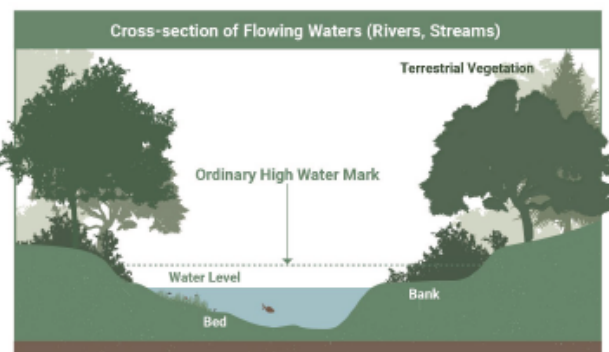 Cross-section of Flowing Waters (Rivers, Streams)
Terrestrial Vegetation
Ordinary High Water Mark
Water Level
Bank
Bed